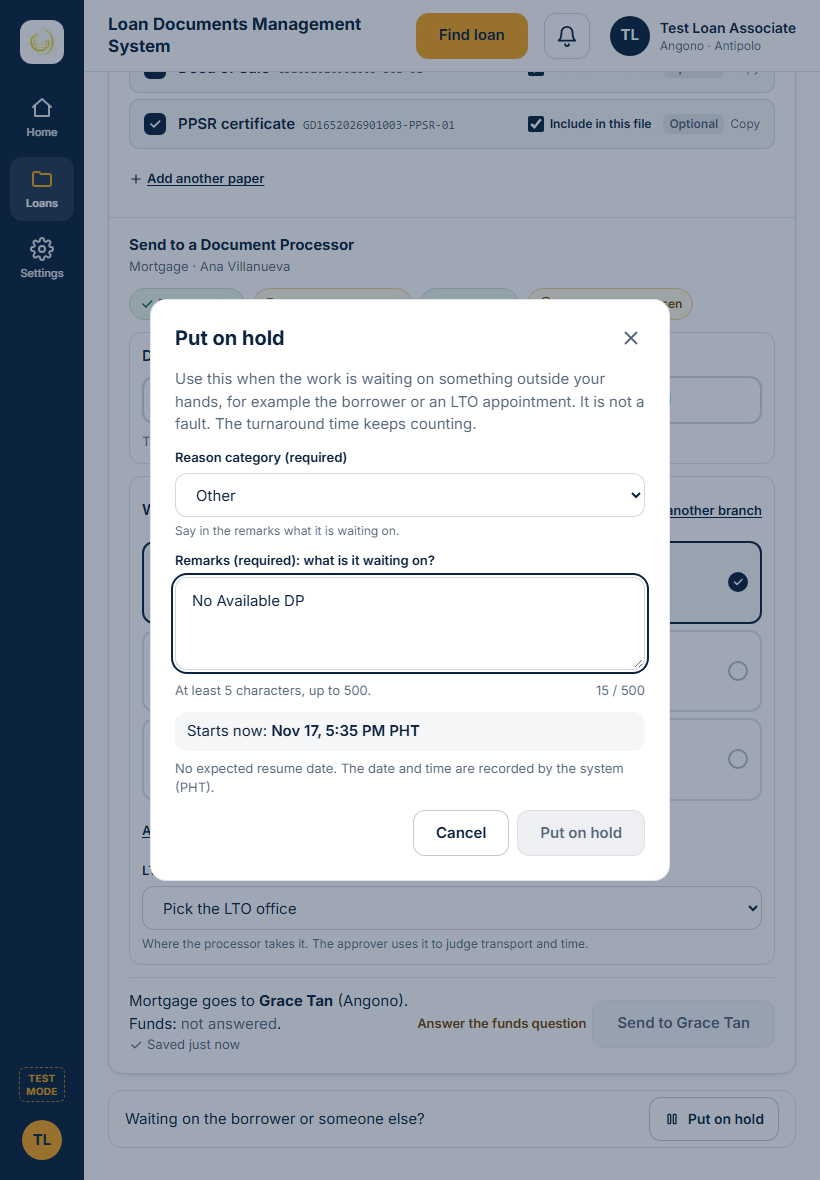 Loan Documents Management
System
Find loan
TL
Test Loan Associate
Angono · Antipolo
Home
Loans
Settings
PPSR certificate GD1652026901003-PPSR-01
Include in this file
Optional
Copy
+ Add another paper
Send to a Document Processor
Mortgage · Ana Villanueva
Put on hold
Use this when the work is waiting on something outside your
hands, for example the borrower or an LTO appointment. It is not a
fault. The turnaround time keeps counting.
Reason category (required)
Other
Say in the remarks what it is waiting on.
another branch
Remarks (required): what is it waiting on?
No Available DP
At least 5 characters, up to 500.
15 / 500
Starts now: Nov 17, 5:35 PM PHT
No expected resume date. The date and time are recorded by the system
(PHT).
Cancel
Put on hold
Pick the LTO office
Where the processor takes it. The approver uses it to judge transport and time.
Mortgage goes to Grace Tan (Angono).
Funds: not answered.
Saved just now
Answer the funds question
Send to Grace Tan
TEST
MODE
TL
Waiting on the borrower or someone else?
Put on hold